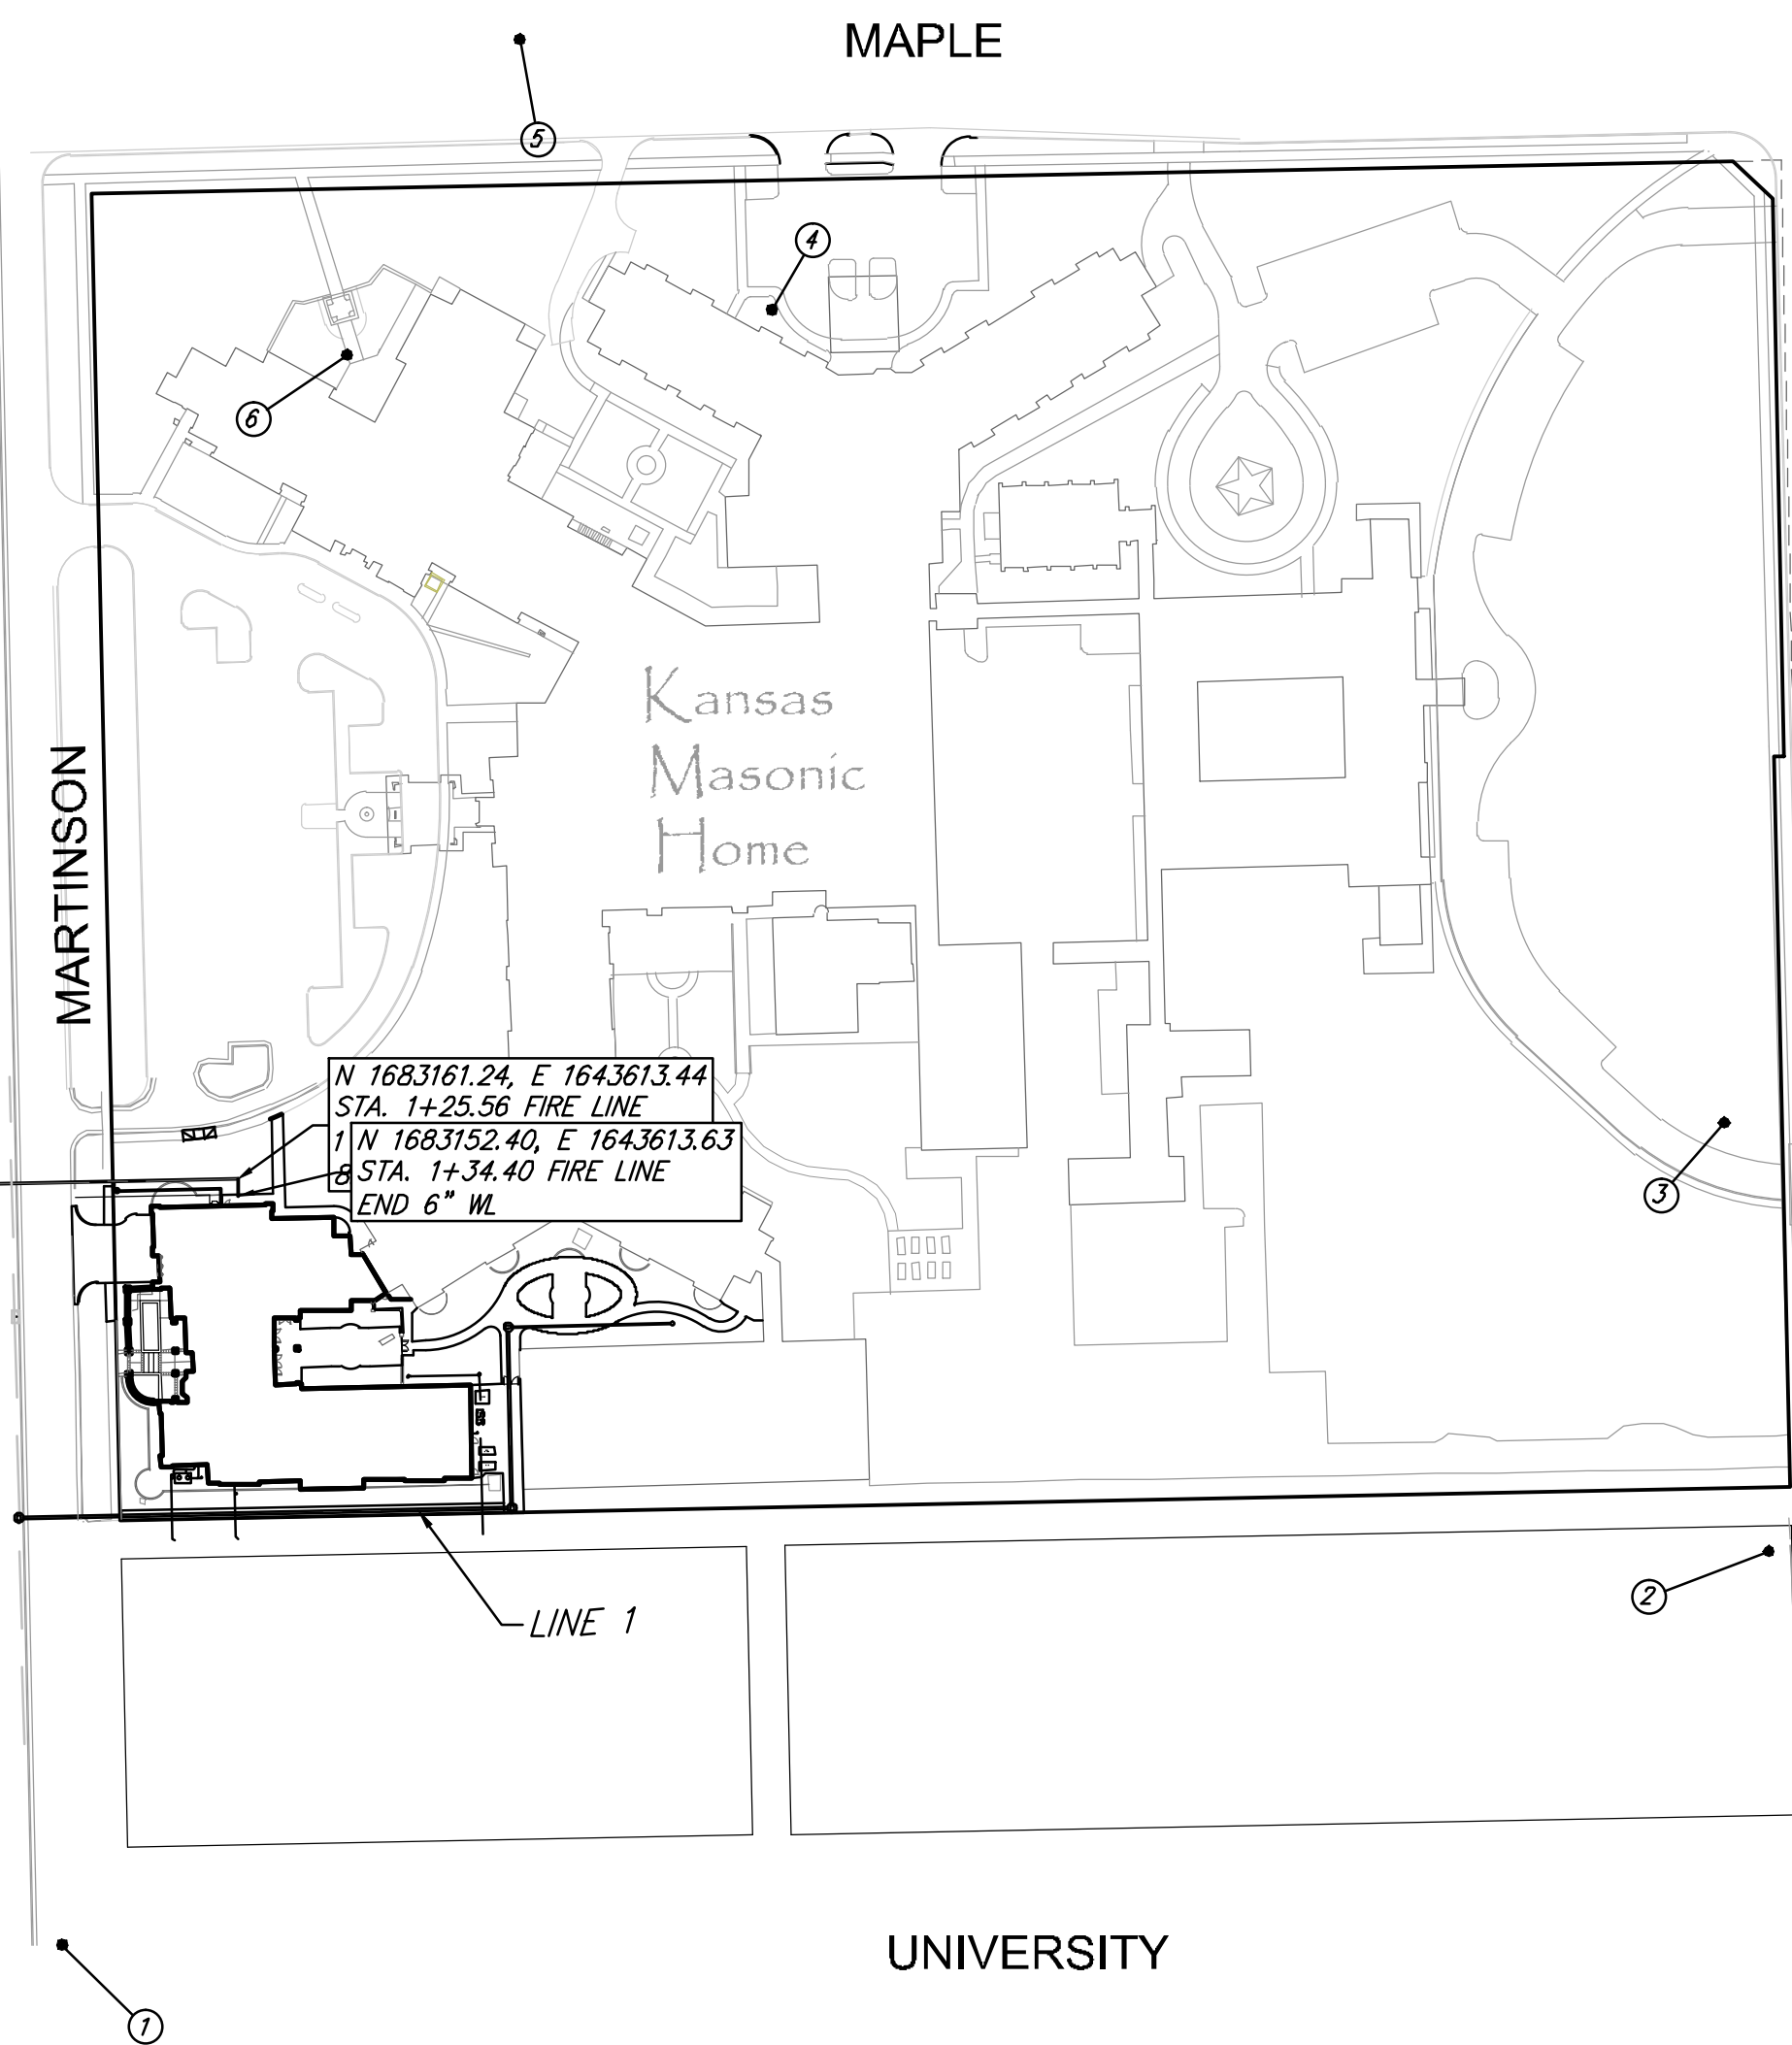 MAPLE
5
4
6
Kansas
Masonic
Home
MARTINSON
N 1683161.24, E 1643613.44
STA. 1+25.56 FIRE LINE
1
8
N 1683152.40, E 1643613.63
STA. 1+34.40 FIRE LINE
END 6" WL
3
LINE 1
2
UNIVERSITY
1